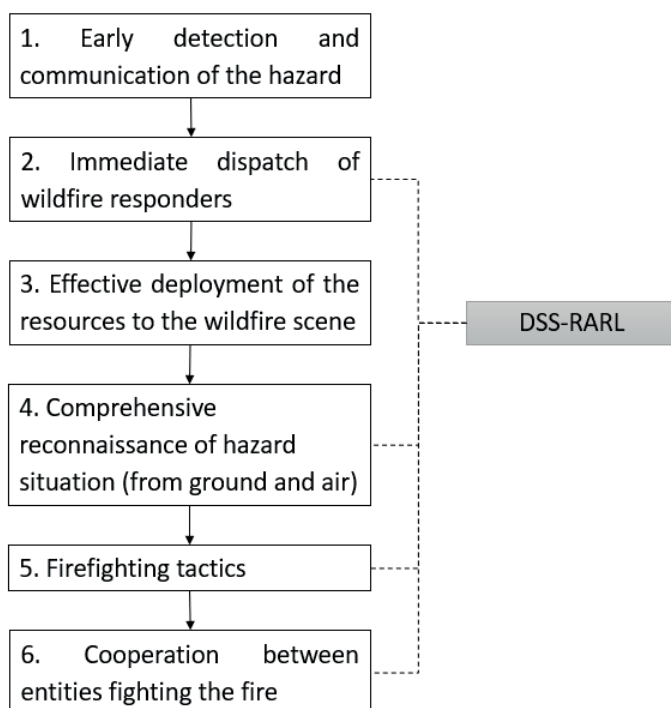 1. Early detection and
communication of the hazard
2. Immediate dispatch of
wildfire responders
3. Effective deployment of the
resources to the wildfire scene
DSS-RARL
4. Comprehensive
reconnaissance of hazard
situation (from ground and air)
5. Firefighting tactics
6. Cooperation between
entities fighting the fire